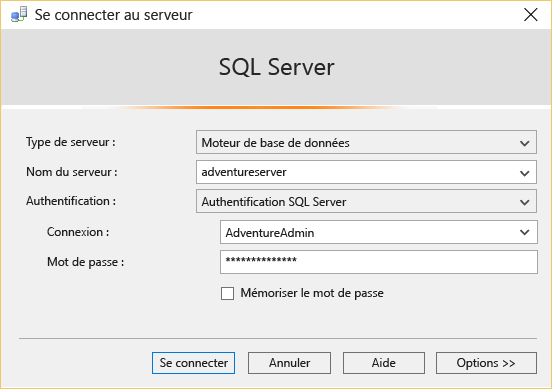 Se connecter au serveur
SQL Server
Type de serveur : Moteur de base de données
Nom du serveur : adventureserver
Authentification : Authentification SQL Server
Connexion : AdventureAdmin
Mot de passe : **************
Mémoriser le mot de passe
Se connecter Annuler Aide Options >>